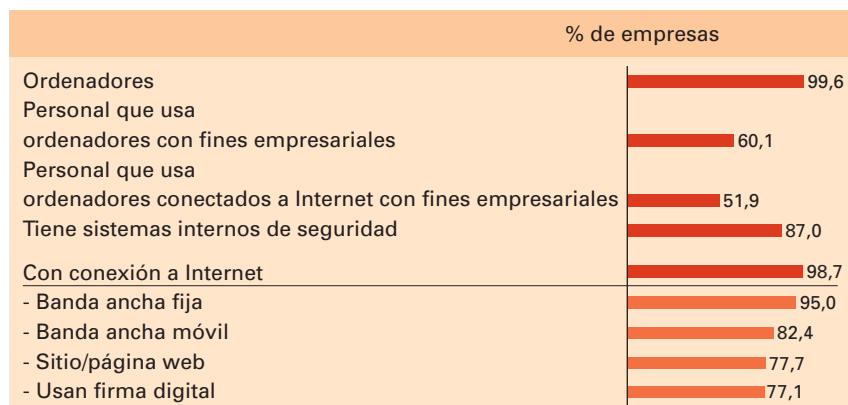 % de empresas
Ordenadores 99,6
Personal que usa
ordenadores con fines empresariales 60,1
Personal que usa
ordenadores conectados a Internet con fines empresariales 51,9
Tiene sistemas internos de seguridad 87,0
Con conexión a Internet 98,7
- Banda ancha fija 95,0
- Banda ancha móvil 82,4
- Sitio/página web 77,7
- Usan firma digital 77,1